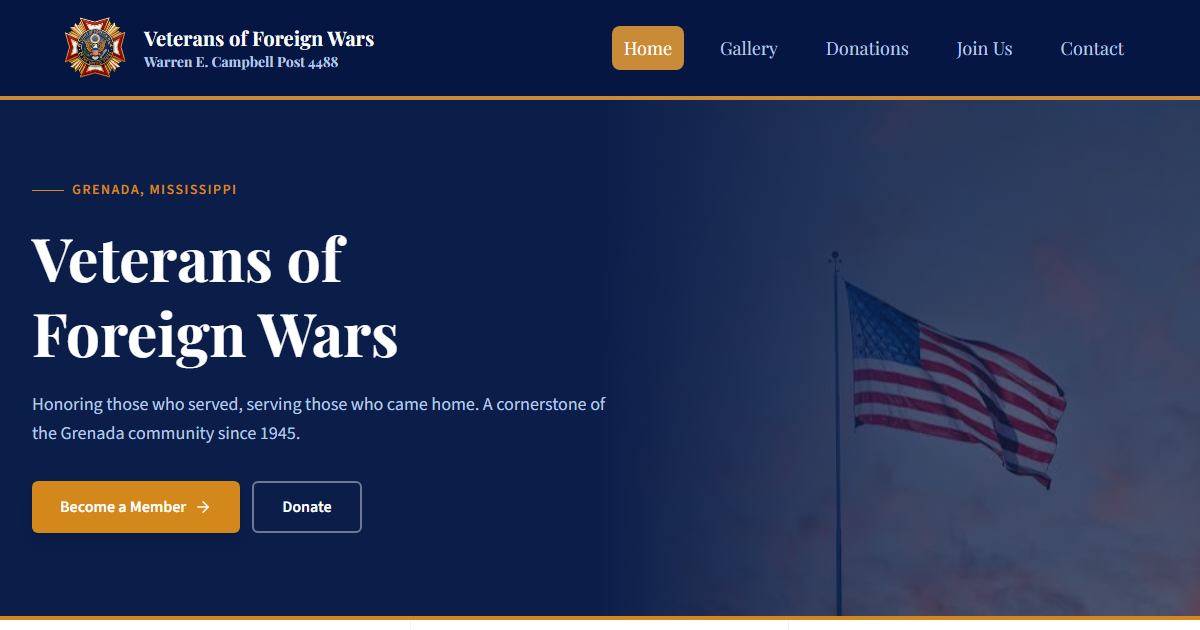 Veterans of Foreign Wars
Warren E. Campbell Post 4488
Home
Gallery
Donations
Join Us
Contact
GRENADA, MISSISSIPPI
Veterans of
Foreign Wars
Honoring those who served, serving those who came home. A cornerstone of
the Grenada community since 1945.
Become a Member →
Donate